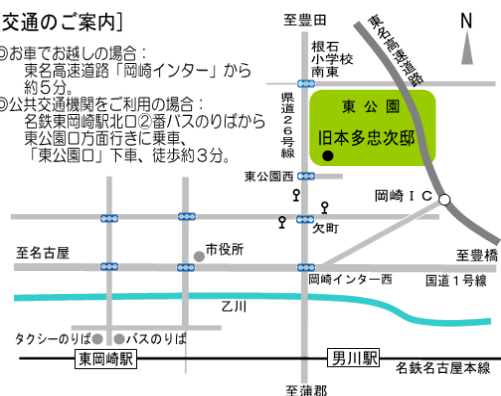 交通のご案内]
◎お車でお越しの場合：
東名高速道路「岡崎インター」から
約５分。
◎公共交通機関をご利用の場合：
名鉄東岡崎駅北口②番バスのりばから
東公園口方面行きに乗車、
「東公園口」下車、徒歩約３分。
至豊田
根石
小学校
南東
東名高速道路
N
県道２６号線
東公園
旧本多忠次邸
東公園西
岡崎ＩＣ
欠町
至名古屋
市役所
至豊橋
岡崎インター西
国道１号線
乙川
タクシーのりば
バスのりば
東岡崎駅
男川駅
名鉄名古屋本線
至蒲郡